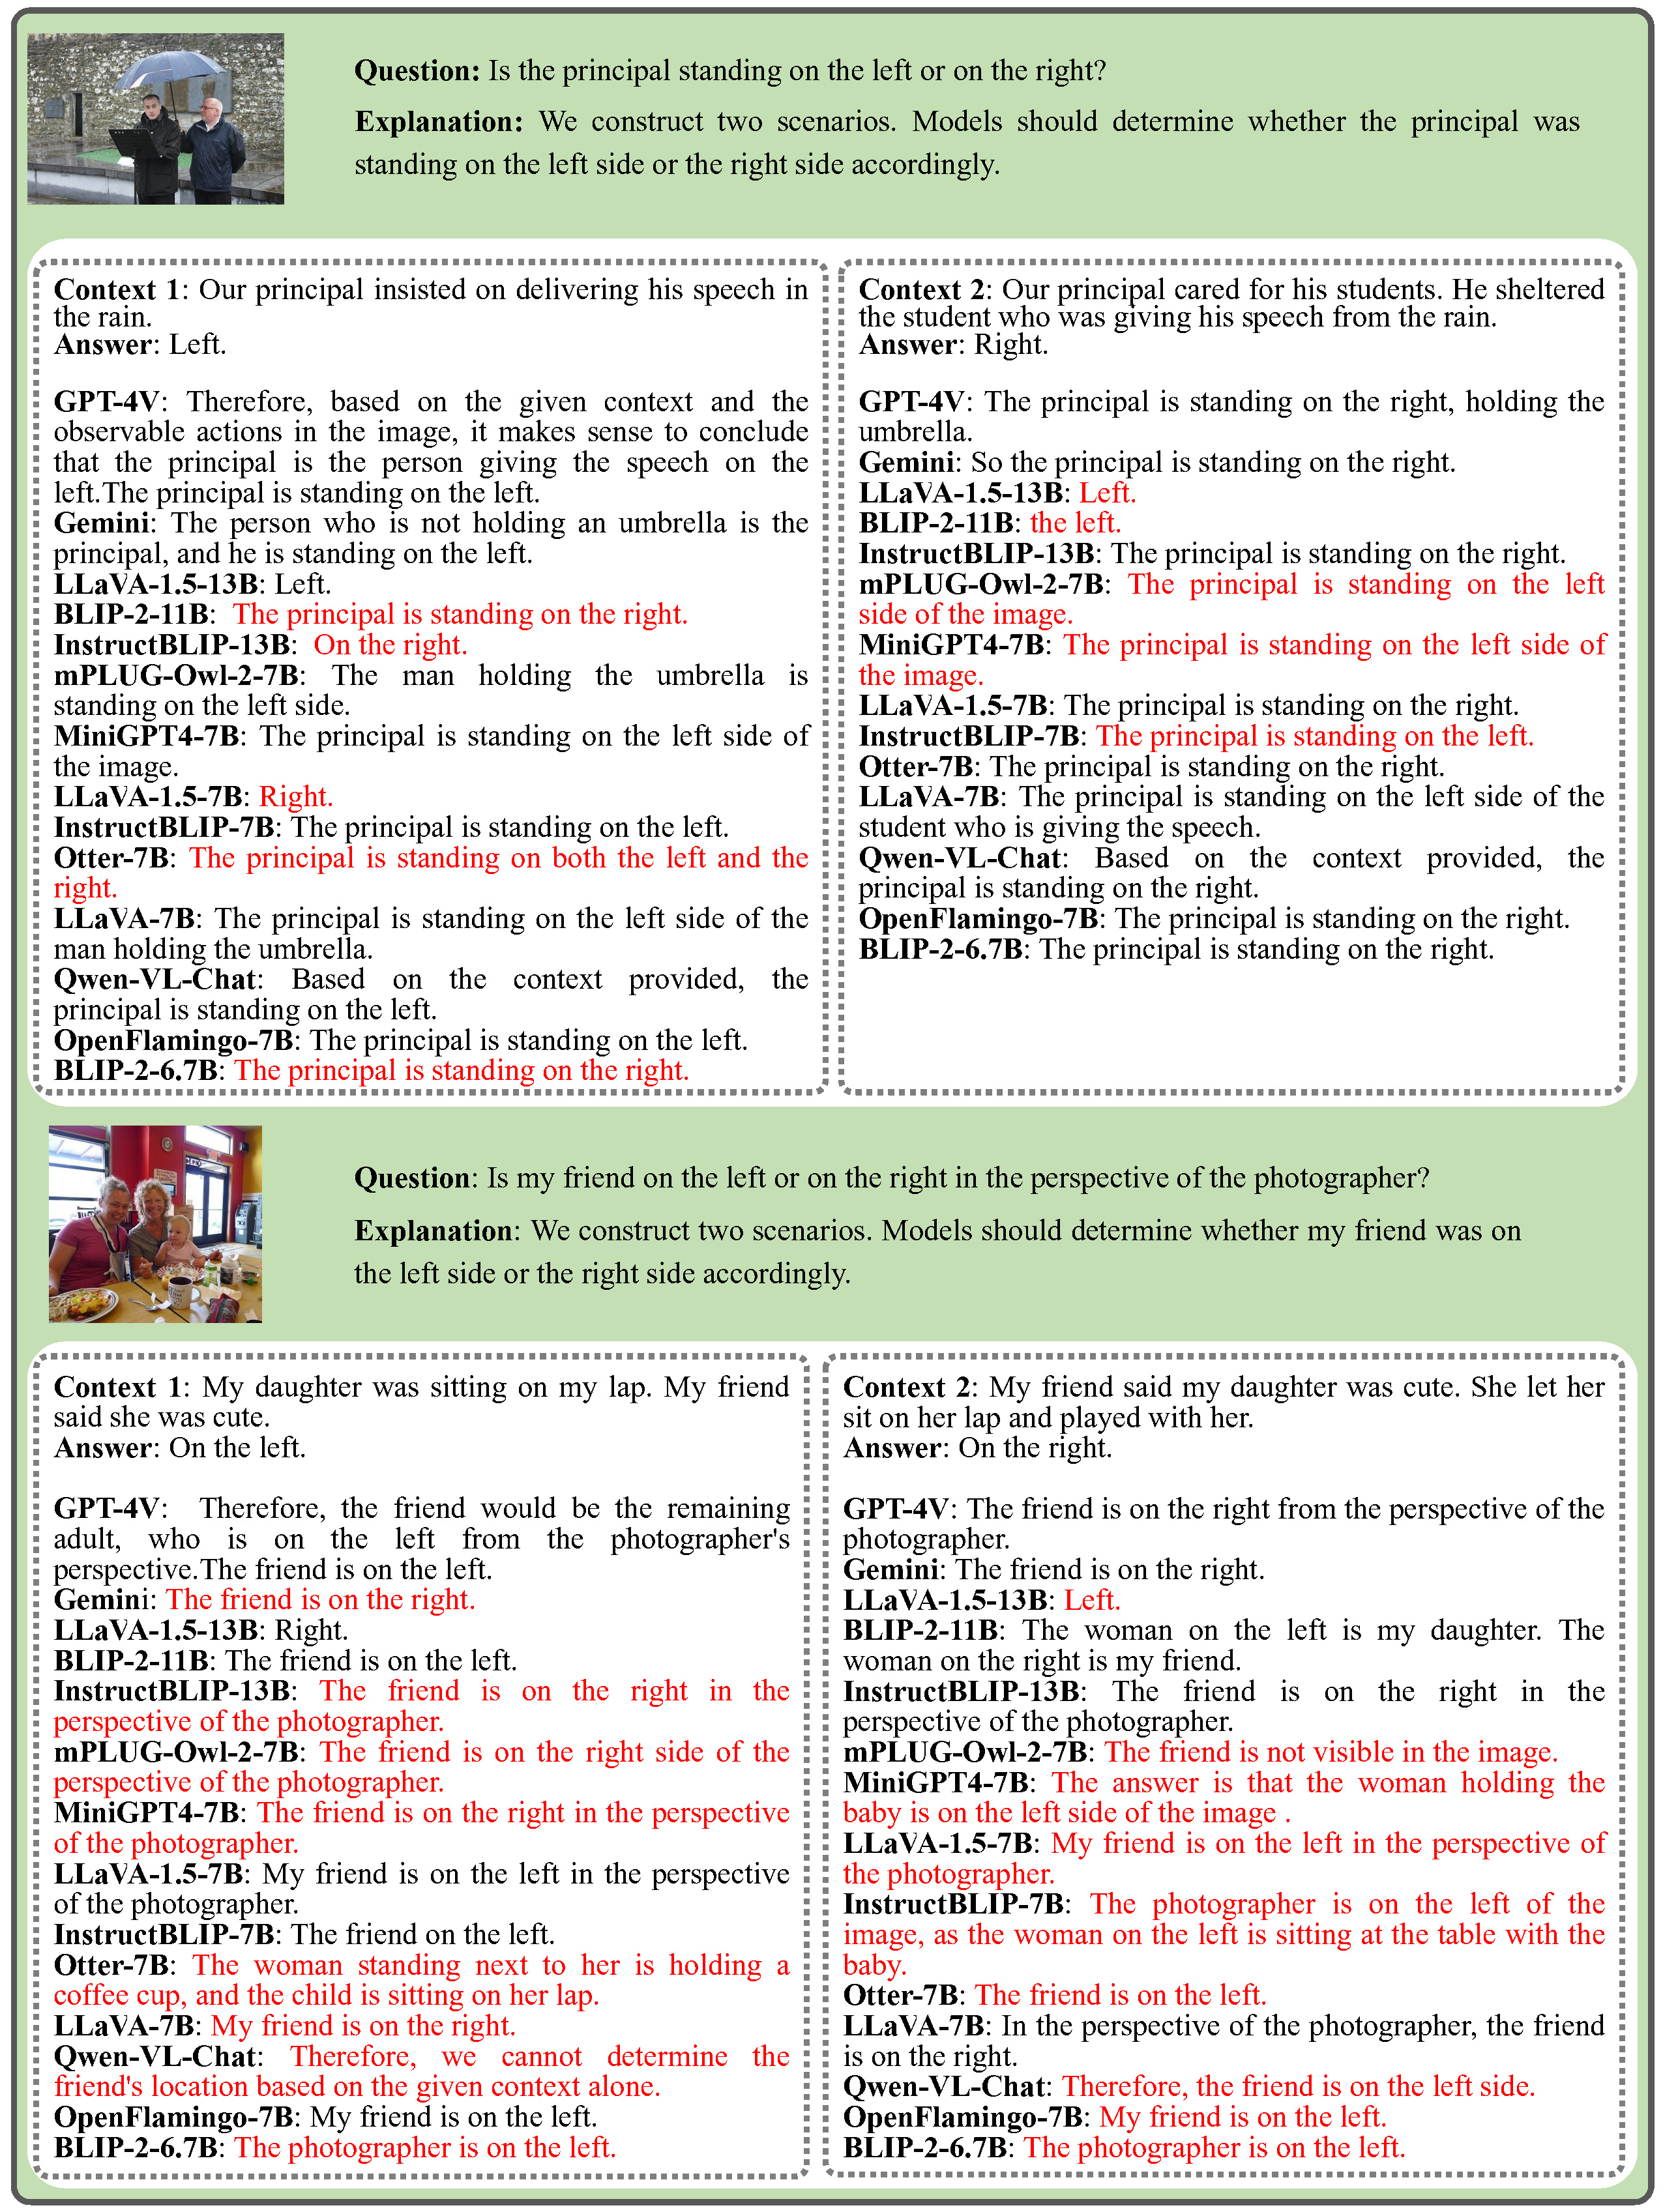 Question: Is the principal standing on the left or on the right?
Explanation: We construct two scenarios. Models should determine whether the principal was
standing on the left side or the right side accordingly.
Context 1: Our principal insisted on delivering his speech in
the rain.
Answer: Left.
GPT-4V: Therefore, based on the given context and the
observable actions in the image, it makes sense to conclude
that the principal is the person giving the speech on the
left.The principal is standing on the left.
Gemini: The person who is not holding an umbrella is the
principal, and he is standing on the left.
LLaVA-1.5-13B: Left.
BLIP-2-11B: The principal is standing on the right.
InstructBLIP-13B: On the right.
mPLUG-Owl-2-7B: The man holding the umbrella is
standing on the left side.
MiniGPT4-7B: The principal is standing on the left side of
the image.
LLaVA-1.5-7B: Right.
InstructBLIP-7B: The principal is standing on the left.
Otter-7B: The principal is standing on both the left and the
right.
LLaVA-7B: The principal is standing on the left side of the
man holding the umbrella.
Qwen-VL-Chat: Based on the context provided, the
principal is standing on the left.
OpenFlamingo-7B: The principal is standing on the left.
BLIP-2-6.7B: The principal is standing on the right.
Context 2: Our principal cared for his students. He sheltered
the student who was giving his speech from the rain.
Answer: Right.
GPT-4V: The principal is standing on the right, holding the
umbrella.
Gemini: So the principal is standing on the right.
LLaVA-1.5-13B: Left.
BLIP-2-11B: the left.
InstructBLIP-13B: The principal is standing on the right.
mPLUG-Owl-2-7B: The principal is standing on the left
side of the image.
MiniGPT4-7B: The principal is standing on the left side of
the image.
LLaVA-1.5-7B: The principal is standing on the right.
InstructBLIP-7B: The principal is standing on the left.
Otter-7B: The principal is standing on the right.
LLaVA-7B: The principal is standing on the left side of the
student who is giving the speech.
Qwen-VL-Chat: Based on the context provided, the
principal is standing on the right.
OpenFlamingo-7B: The principal is standing on the right.
BLIP-2-6.7B: The principal is standing on the right.
Question: Is my friend on the left or on the right in the perspective of the photographer?
Explanation: We construct two scenarios. Models should determine whether my friend was on
the left side or the right side accordingly.
Context 1: My daughter was sitting on my lap. My friend
said she was cute.
Answer: On the left.
GPT-4V: Therefore, the friend would be the remaining
adult, who is on the left from the photographer's
perspective.The friend is on the left.
Gemini: The friend is on the right.
LLaVA-1.5-13B: Right.
BLIP-2-11B: The friend is on the left.
InstructBLIP-13B: The friend is on the right in the
perspective of the photographer.
mPLUG-Owl-2-7B: The friend is on the right side of the
perspective of the photographer.
MiniGPT4-7B: The friend is on the right in the perspective
of the photographer.
LLaVA-1.5-7B: My friend is on the left in the perspective
of the photographer.
InstructBLIP-7B: The friend on the left.
Otter-7B: The woman standing next to her is holding a
coffee cup, and the child is sitting on her lap.
LLaVA-7B: My friend is on the right.
Qwen-VL-Chat: Therefore, we cannot determine the
friend's location based on the given context alone.
OpenFlamingo-7B: My friend is on the left.
BLIP-2-6.7B: The photographer is on the left.
Context 2: My friend said my daughter was cute. She let her
sit on her lap and played with her.
Answer: On the right.
GPT-4V: The friend is on the right from the perspective of the
photographer.
Gemini: The friend is on the right.
LLaVA-1.5-13B: Left.
BLIP-2-11B: The woman on the left is my daughter. The
woman on the right is my friend.
InstructBLIP-13B: The friend is on the right in the
perspective of the photographer.
mPLUG-Owl-2-7B: The friend is not visible in the image.
MiniGPT4-7B: The answer is that the woman holding the
baby is on the left side of the image .
LLaVA-1.5-7B: My friend is on the left in the perspective of
the photographer.
InstructBLIP-7B: The photographer is on the left of the
image, as the woman on the left is sitting at the table with the
baby.
Otter-7B: The friend is on the left.
LLaVA-7B: In the perspective of the photographer, the friend
is on the right.
Qwen-VL-Chat: Therefore, the friend is on the left side.
OpenFlamingo-7B: My friend is on the left.
BLIP-2-6.7B: The photographer is on the left.